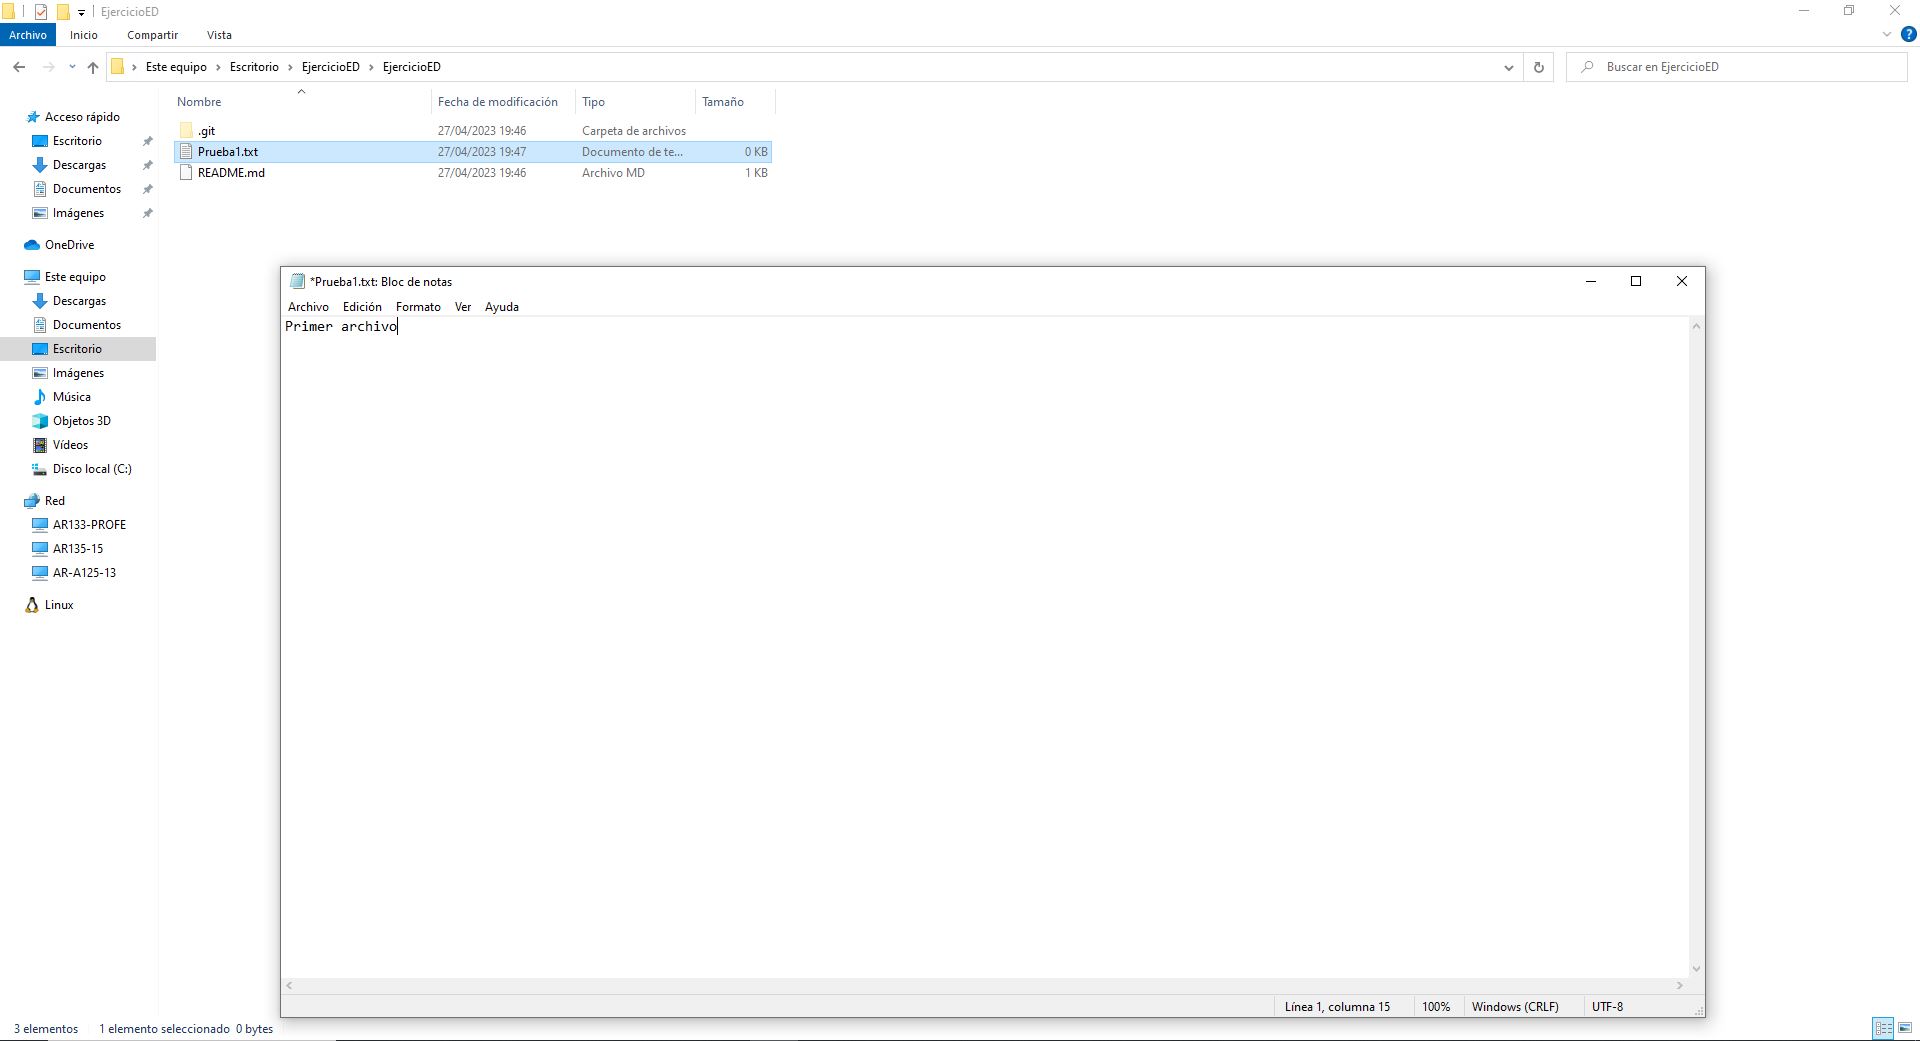 EjercicioED
Archivo Inicio Compartir Vista
Este equipo Escritorio EjercicioED EjercicioED
Buscar en EjercicioED
Nombre Fecha de modificación Tipo Tamaño
.git 27/04/2023 19:46 Carpeta de archivos
Prueba1.txt 27/04/2023 19:47 Documento de te... 0 KB
README.md 27/04/2023 19:46 Archivo MD 1 KB
Acceso rápido
Escritorio
Descargas
Documentos
Imágenes
OneDrive
Este equipo
Descargas
Documentos
Escritorio
Imágenes
Música
Objetos 3D
Vídeos
Disco local (C:)
Red
AR133-PROFE
AR135-15
AR-A125-13
Linux
*Prueba1.txt: Bloc de notas
Archivo Edición Formato Ver Ayuda
Primer archivo
Línea 1, columna 15 100% Windows (CRLF) UTF-8
3 elementos 1 elemento seleccionado 0 bytes